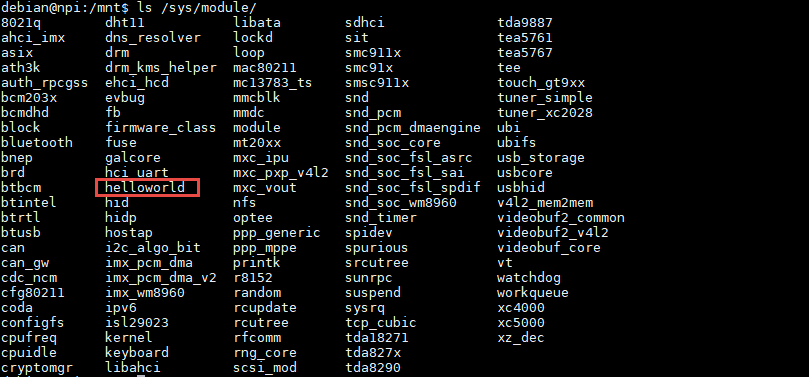 debian@npi:/mnt$ ls /sys/module/
8021q dht11 libata sdhci tda9887
ahci_imx dns_resolver lockd sit tea5761
asix drm loop smc911x tea5767
ath3k drm_kms_helper mac80211 smc91x tee
auth_rpcgss ehci_hcd mc13783_ts smsc911x touch_gt9xx
bcm203x evbug mmcblk snd tuner_simple
bcmdhd fb mmdc snd_pcm tuner_xc2028
block firmware_class module snd_pcm_dmaengine ubi
bluetooth fuse mt20xx snd_soc_core ubifs
bnep galcore mxc_ipu snd_soc_fsl_asrc usb_storage
brd hci_uart mxc_pxp_v4l2 snd_soc_fsl_sai usbcore
btbcm helloworld mxc_vout snd_soc_fsl_spdif usbhid
btintel hid nfs snd_soc_wm8960 v4l2_mem2mem
btrtl hidp optee snd_timer videobuf2_common
btusb hostap ppp_generic spidev videobuf2_v4l2
can i2c_algo_bit ppp_mppe spurious videobuf_core
can_gw imx_pcm_dma printk srcutree vt
cdc_ncm imx_pcm_dma_v2 r8152 sunrpc watchdog
cfg80211 imx_wm8960 random suspend workqueue
coda ipv6 rcupdate sysrq xc4000
configfs isl29023 rcutree tcp_cubic xc5000
cpufreq kernel rfcomm tda18271 xz_dec
cpuidle keyboard rng_core tda827x
cryptomgr libahci scsi_mod tda8290